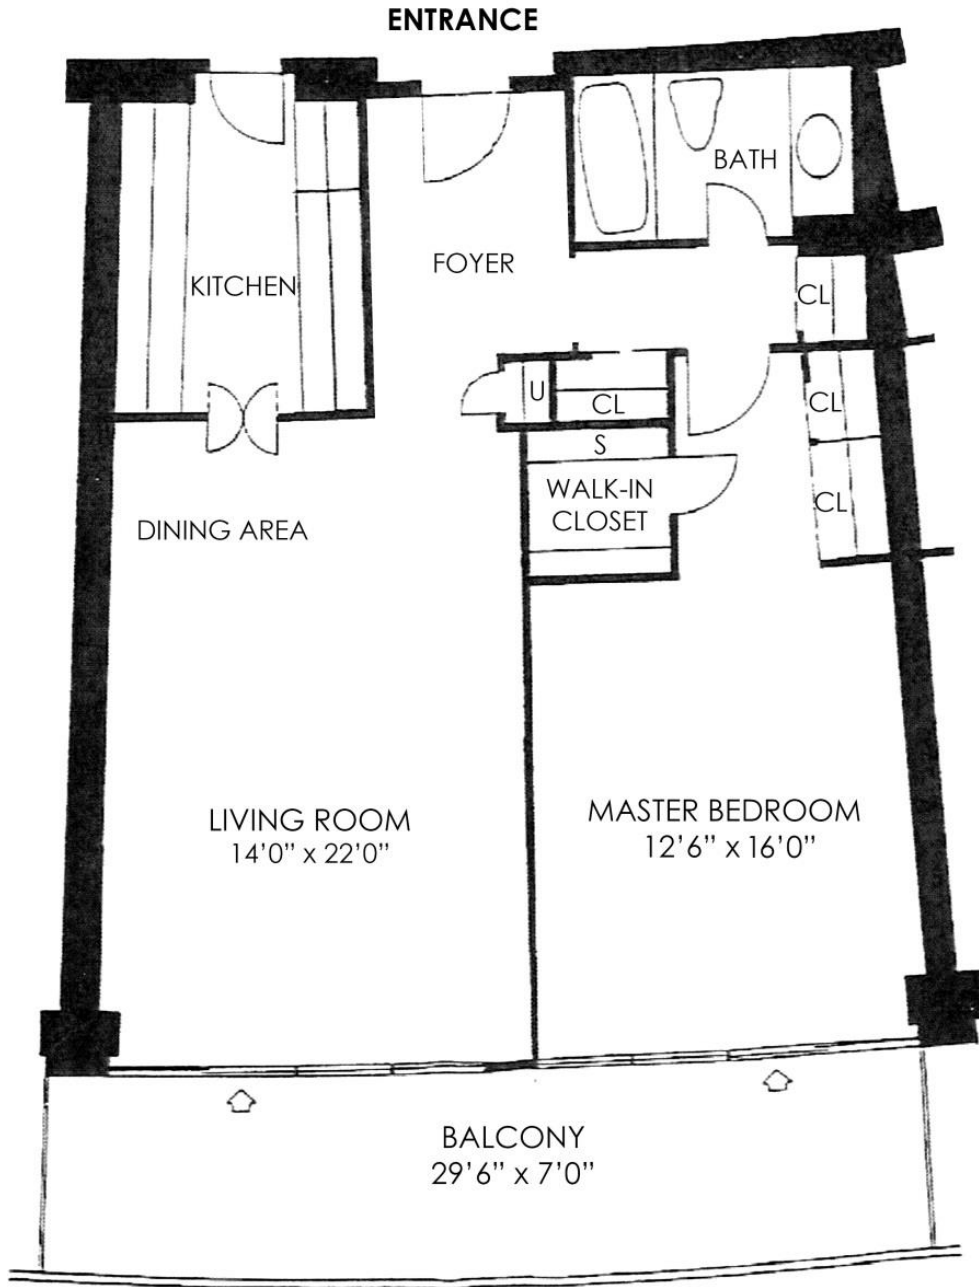 ENTRANCE
BATH
FOYER
KITCHEN
CL
U
CL
CL
S
WALK-IN
CLOSET
CL
DINING AREA
LIVING ROOM
14'0” x 22'0”
MASTER BEDROOM
12'6” x 16'0”
BALCONY
29'6” x 7'0”